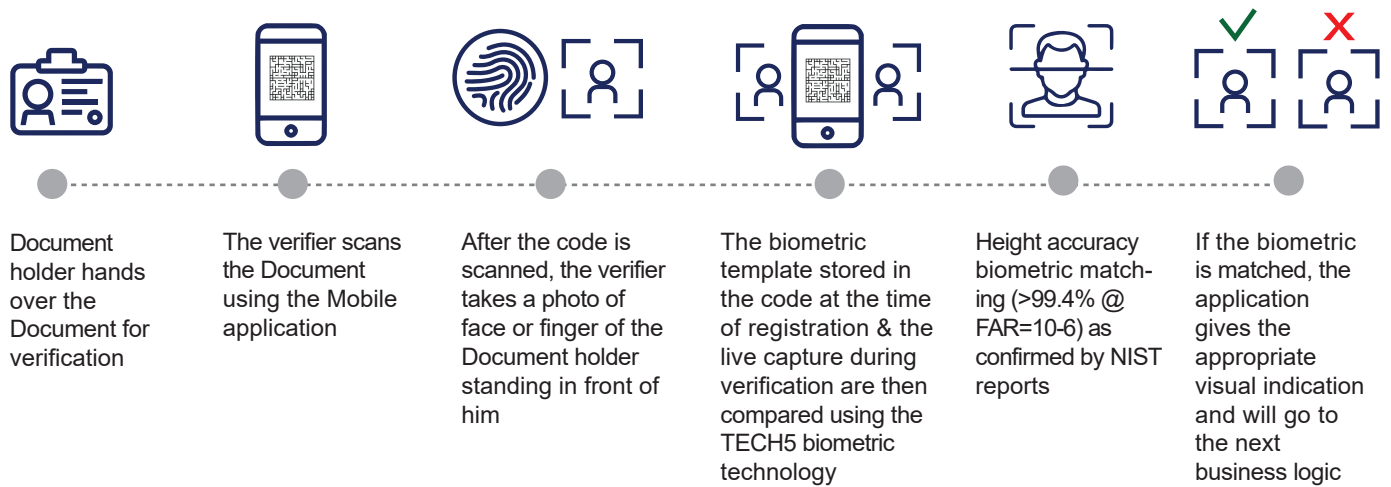 Document
holder hands
over the
Document for
verification
The verifier scans
the Document
using the Mobile
application
After the code is
scanned, the verifier
takes a photo of
face or finger of the
Document holder
standing in front of
him
The biometric
template stored in
the code at the time
of registration & the
live capture during
verification are then
compared using the
TECH5 biometric
technology
Height accuracy
biometric match-
ing (>99.4% @
FAR=10-6) as
confirmed by NIST
reports
If the biometric
is matched, the
application
gives the
appropriate
visual indication
and will go to
the next
business logic